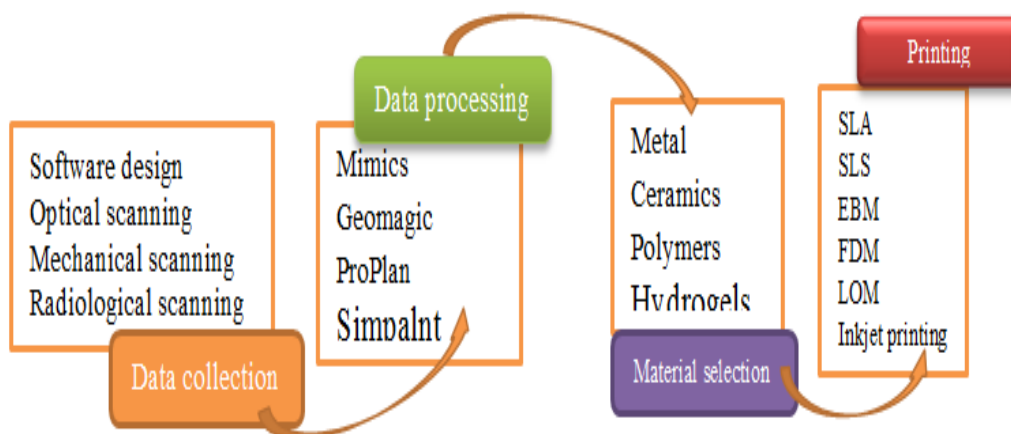 Software design
Optical scanning
Mechanical scanning
Radiological scanning
Data collection
Data processing
Mimics
Geomagic
ProPlan
Simpalnt
Metal
Ceramics
Polymers
Hydrogels
Material selection
Printing
SLA
SLS
EBM
FDM
LOM
Inkjet printing